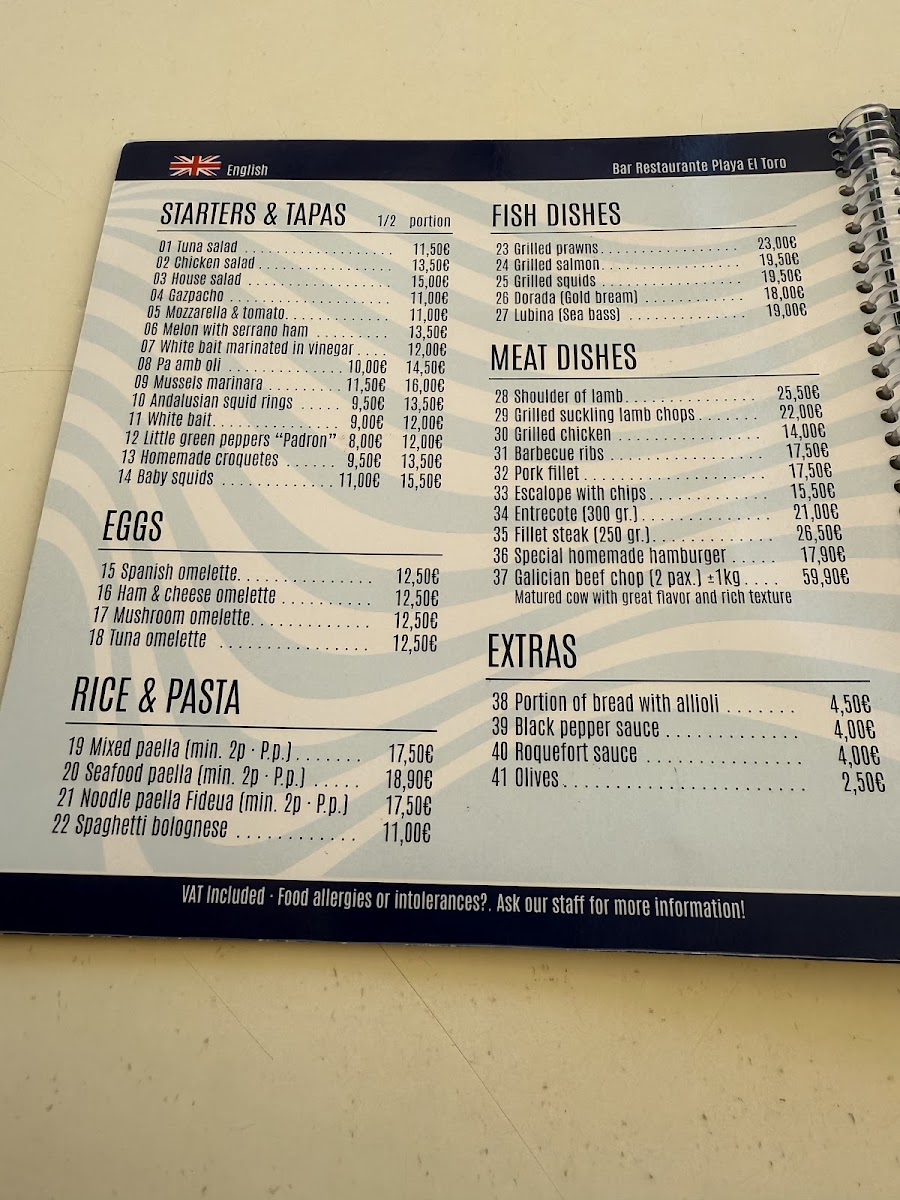 English
Bar Restaurante Playa El Toro
STARTERS & TAPAS 1/2 portion
01 Tuna salad 11,50€
02 Chicken salad 13,50€
03 House salad 15,00€
04 Gazpacho 11,00€
05 Mozzarella & tomato 11,00€
06 Melon with serrano ham 13,50€
07 White bait marinated in vinegar 12,00€
08 Pa amb oli 10,00€ 14,50€
09 Mussels marinara 11,50€ 16,00€
10 Andalusian squid rings 9,50€ 13,50€
11 White bait 9,00€ 12,00€
12 Little green peppers “Padron” 8,00€ 12,00€
13 Homemade croquetes 9,50€ 13,50€
14 Baby squids 11,00€ 15,50€
EGGS
15 Spanish omelette 12,50€
16 Ham & cheese omelette 12,50€
17 Mushroom omelette 12,50€
18 Tuna omelette 12,50€
RICE & PASTA
19 Mixed paella (min. 2p · P.p.) 17,50€
20 Seafood paella (min. 2p · P.p.) 18,90€
21 Noodle paella Fideua (min. 2p · P.p.) 17,50€
22 Spaghetti bolognese 11,00€
FISH DISHES
23 Grilled prawns 23,00€
24 Grilled salmon 19,50€
25 Grilled squids 19,50€
26 Dorada (Gold bream) 18,00€
27 Lubina (Sea bass) 19,00€
MEAT DISHES
28 Shoulder of lamb 25,50€
29 Grilled suckling lamb chops 22,00€
30 Grilled chicken 14,00€
31 Barbecue ribs 17,50€
32 Pork fillet 17,50€
33 Escalope with chips 15,50€
34 Entrecote (300 gr.) 21,00€
35 Fillet steak (250 gr.) 26,50€
36 Special homemade hamburger 17,90€
37 Galician beef chop (2 pax.) ±1kg 59,90€
Matured cow with great flavor and rich texture
EXTRAS
38 Portion of bread with allioli 4,50€
39 Black pepper sauce 4,00€
40 Roquefort sauce 4,00€
41 Olives 2,50€
VAT Included · Food allergies or intolerances?. Ask our staff for more information!